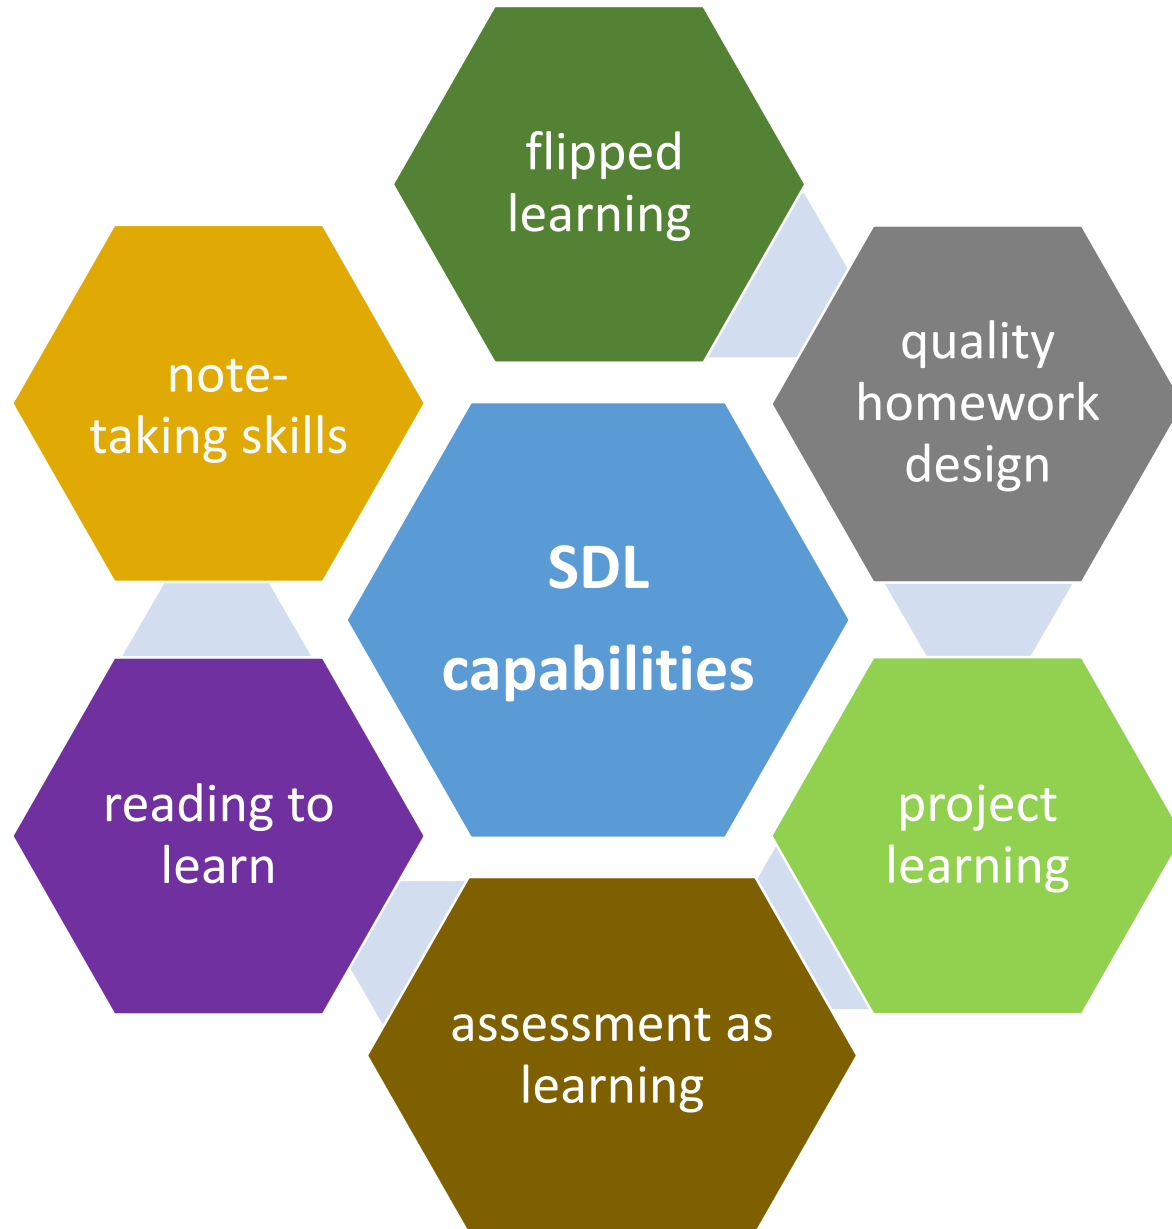 flipped
learning
quality
homework
design
note-
taking skills
SDL
capabilities
project
learning
reading to
learn
assessment as
learning